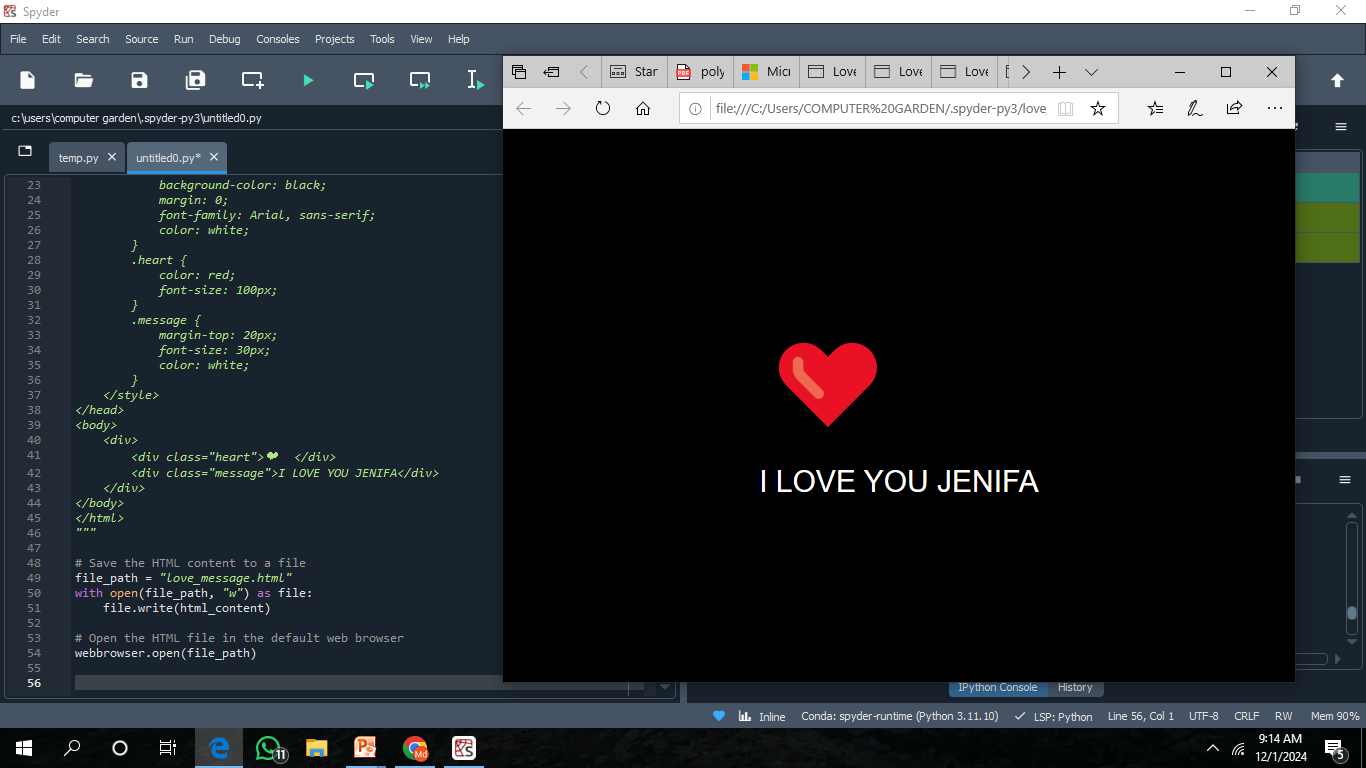 Spyder
File Edit Search Source Run Debug Consoles Projects Tools View Help
Star poly Micr Love Love Love
file:///C:/Users/COMPUTER%20GARDEN/.spyder-py3/love
c:\users\computer garden\.spyder-py3\untitled0.py
temp.py untitled0.py*
23 background-color: black;
24 margin: 0;
25 font-family: Arial, sans-serif;
26 color: white;
27 }
28 .heart {
29 color: red;
30 font-size: 100px;
31 }
32 .message {
33 margin-top: 20px;
34 font-size: 30px;
35 color: white;
36 }
37 </style>
38 </head>
39 <body>
40 <div>
41 <div class="heart">❤ </div>
42 <div class="message">I LOVE YOU JENIFA</div>
43 </div>
44 </body>
45 </html>
46 """
47
48 # Save the HTML content to a file
49 file_path = "love_message.html"
50 with open(file_path, "w") as file:
51 file.write(html_content)
52
53 # Open the HTML file in the default web browser
54 webbrowser.open(file_path)
55
56
I LOVE YOU JENIFA
IPython Console History
Inline Conda: spyder-runtime (Python 3.11.10) LSP: Python Line 56, Col 1 UTF-8 CRLF RW Mem 90%
11
Md
9:14 AM
12/1/2024
5